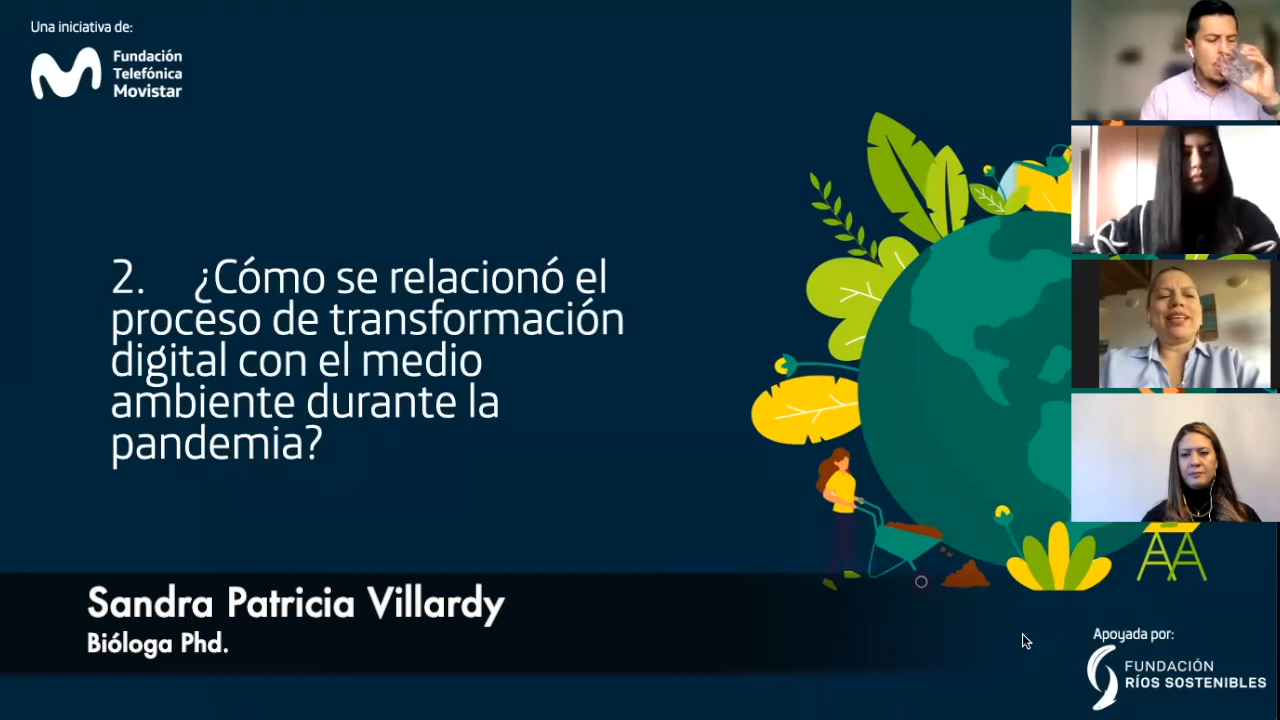 Una iniciativa de:
Fundación
Telefónica
Movistar
2. ¿Cómo se relacionó el
proceso de transformación
digital con el medio
ambiente durante la
pandemia?
Sandra Patricia Villardy
Bióloga Phd.
Apoyada por:
FUNDACIÓN
RÍOS SOSTENIBLES